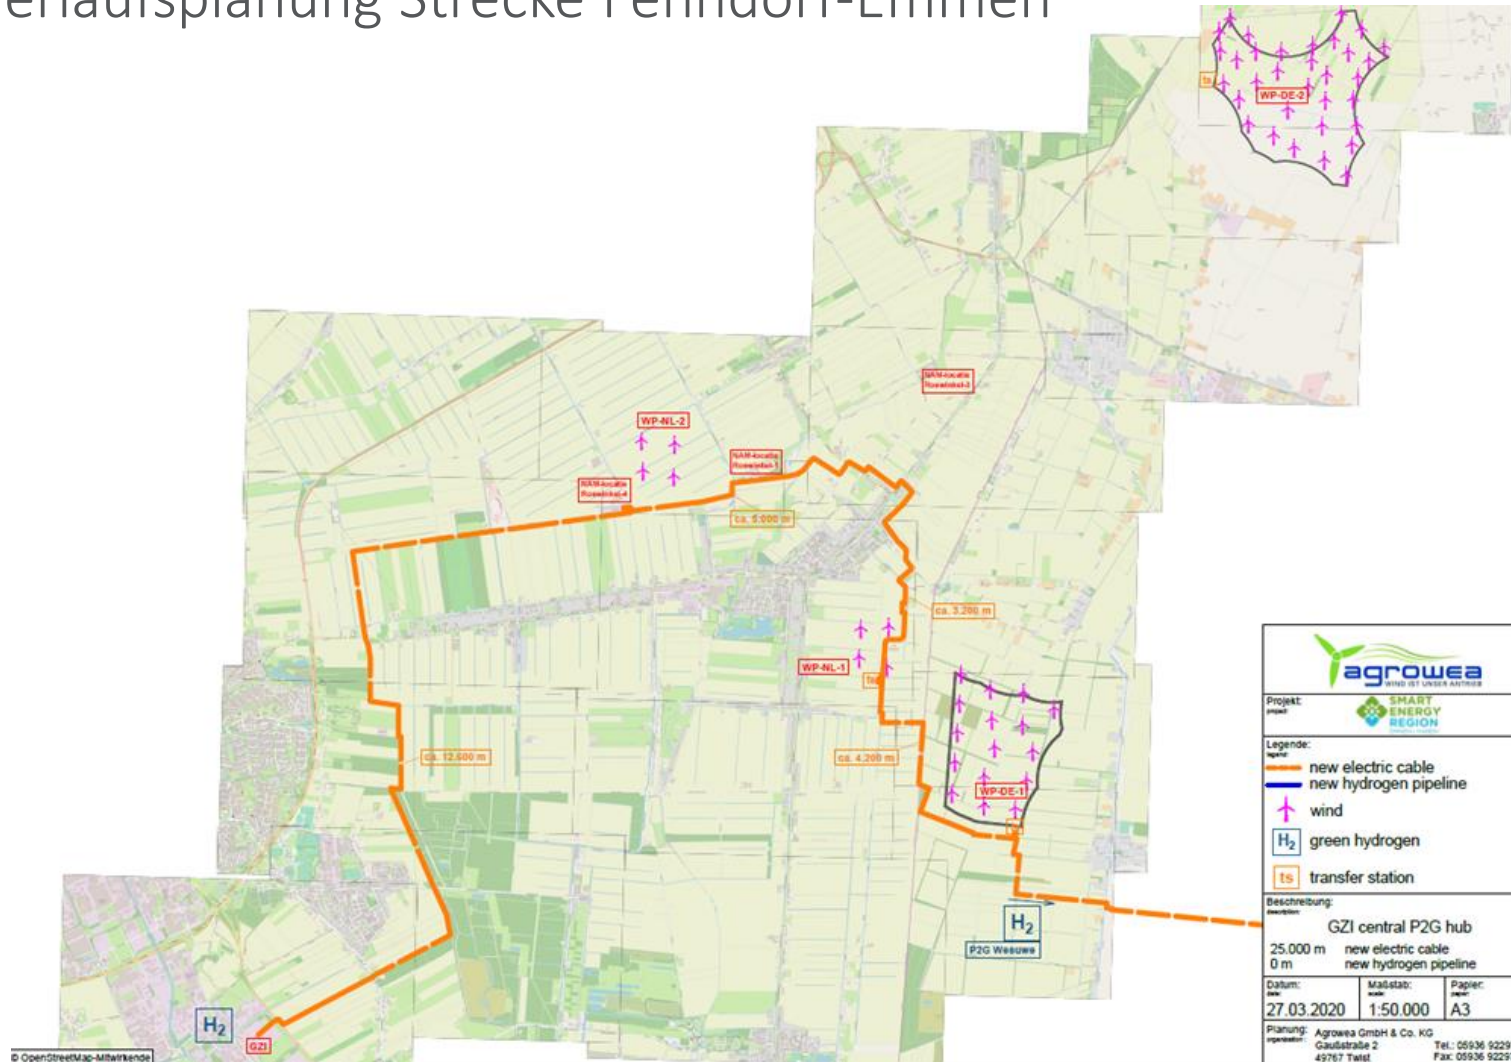 erlaufsplanung Strecke Fehndorf-Emmen
ts
WP-DE-2
NAM-locatie
Roswinkel-3
WP-NL-2
NAM-locatie
Roswinkel-1
NAM-locatie
Roswinkel-4
ca. 5.000 m
ca. 3.200 m
WP-NL-1
ts
ca. 12.600 m
ca. 4.200 m
WP-DE-1
H2
P2G Wesuwe
H2
GZI
© OpenStreetMap-Mitwirkende
agrowea
WIND IST UNSER ANTRIEB
Projekt:
project:
SMART
ENERGY
REGION
Legende:
legend:
new electric cable
new hydrogen pipeline
wind
H2 green hydrogen
ts transfer station
Beschreibung:
description:
GZI central P2G hub
25.000 m new electric cable
0 m new hydrogen pipeline
Datum:
date:
27.03.2020
Maßstab:
scale:
1:50.000
Papier:
paper:
A3
Planung: Agrowea GmbH & Co. KG
Gaußstraße 2 Tel.: 05936 9229
49767 Twist Fax: 05936 9229